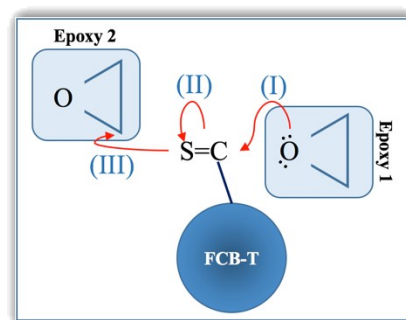 Epoxy 2
O
(II)
(I)
(III)
S=C
Ö
Epoxy 1
FCB-T